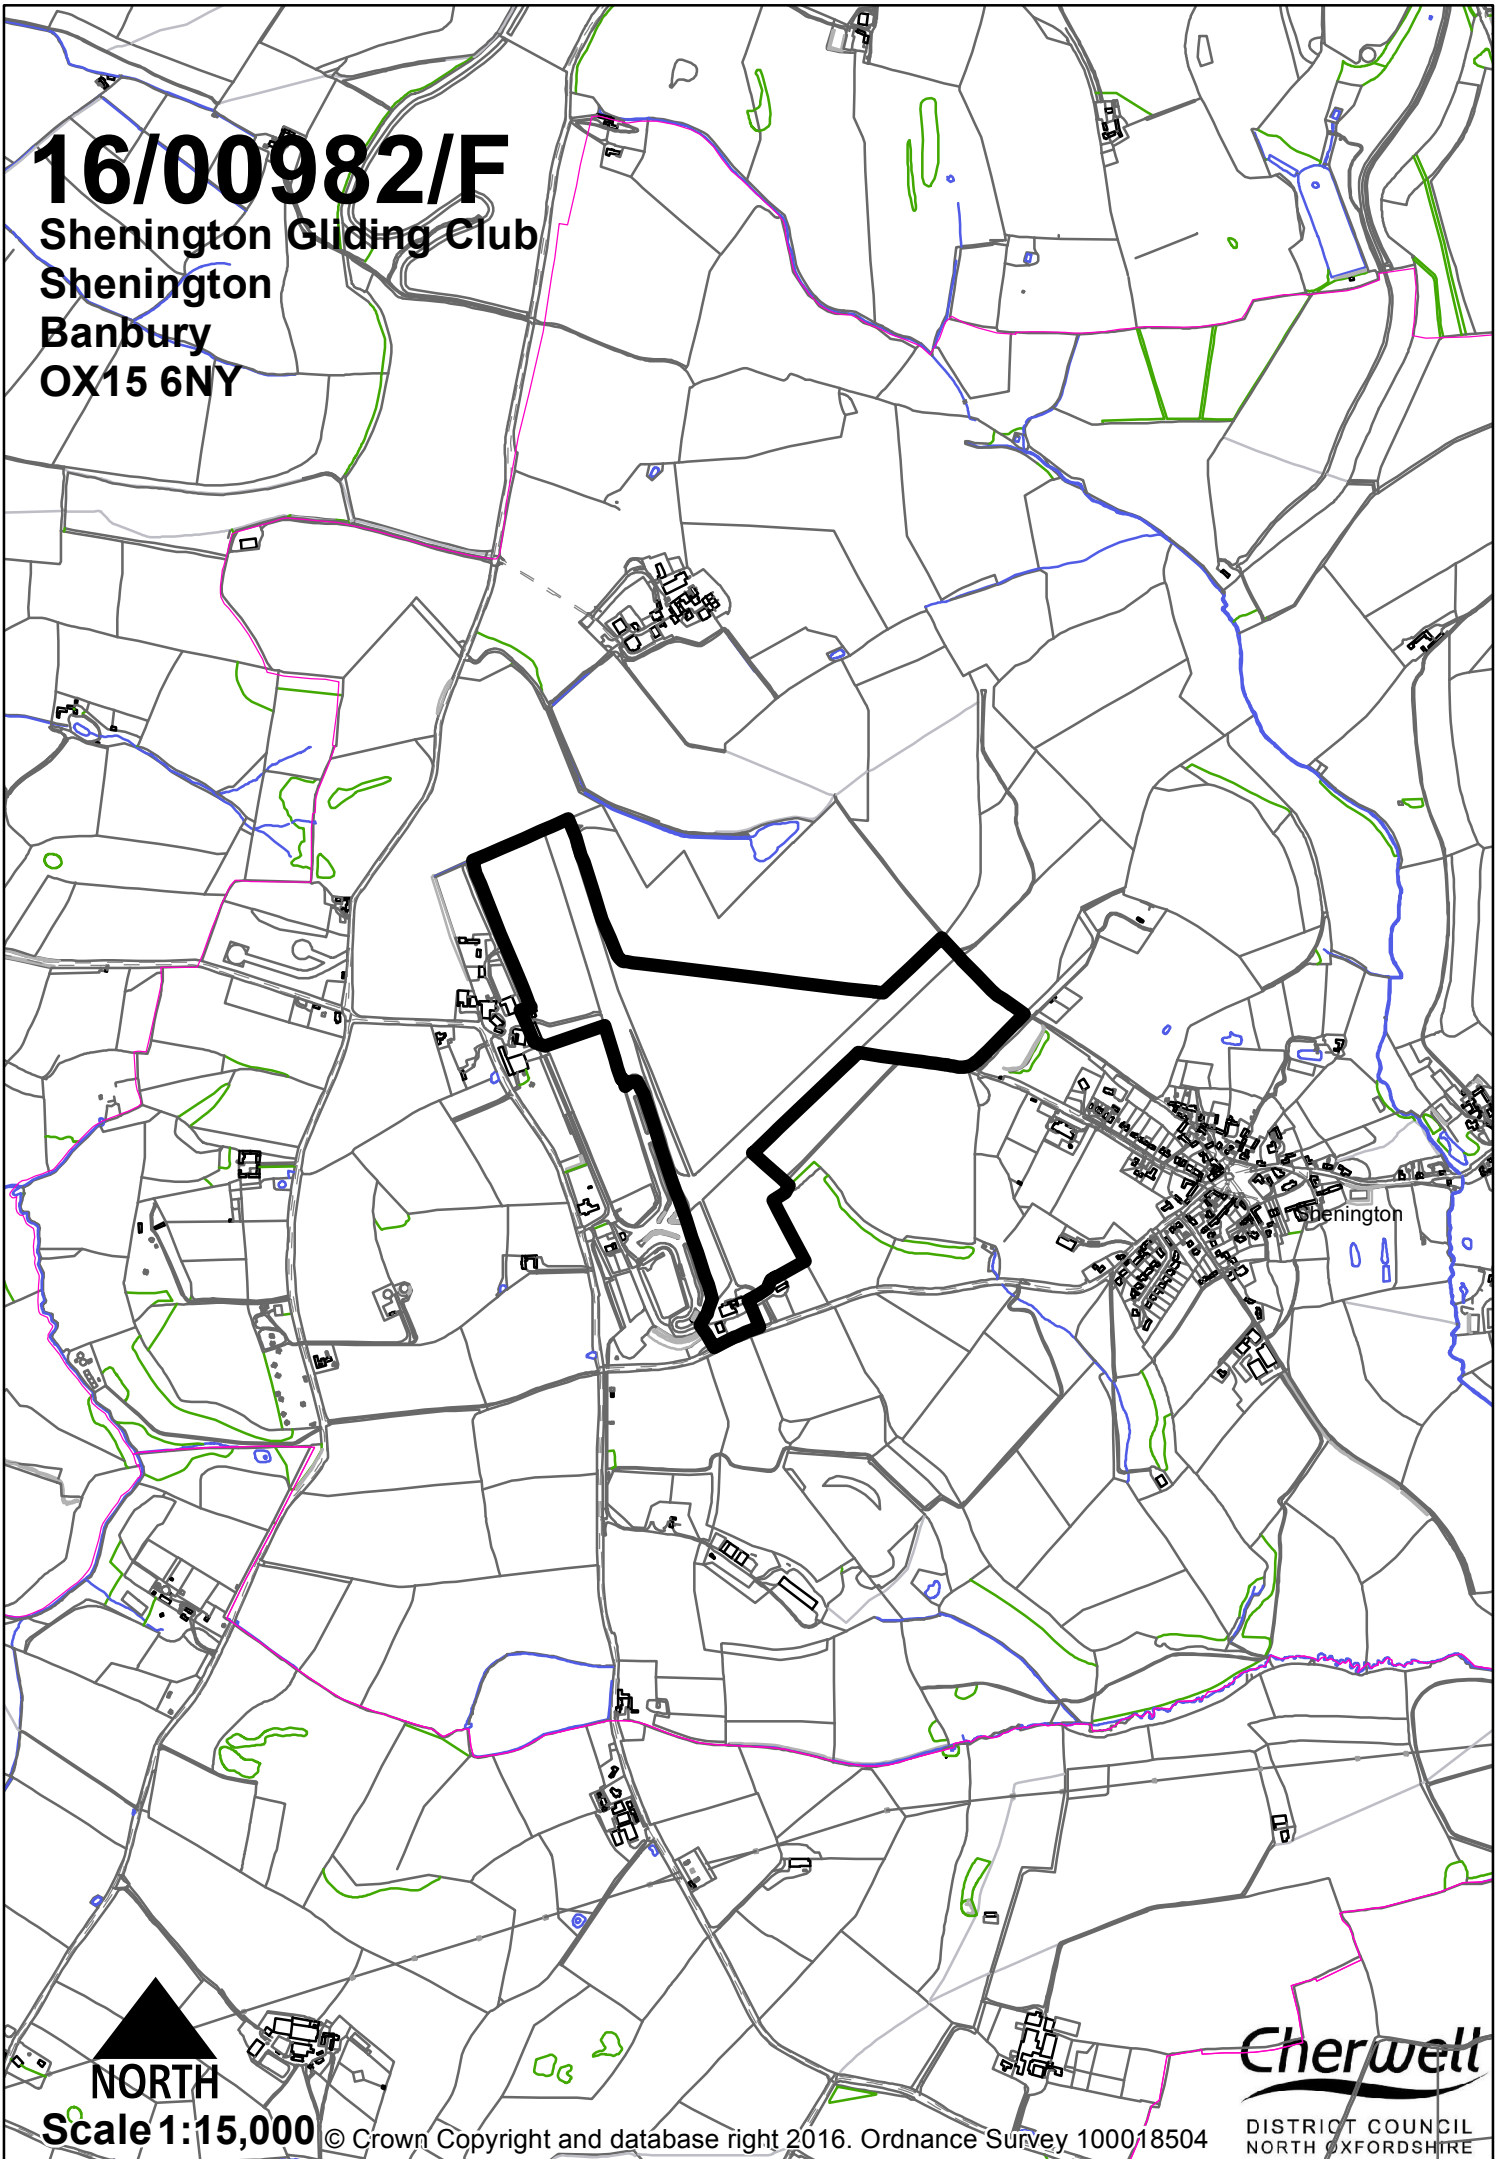 16/00982/F
Shenington Gliding Club
Shenington
Banbury
OX15 6NY
Shenington
NORTH
Scale 1:15,000
© Crown Copyright and database right 2016. Ordnance Survey 100018504
Cherwell
DISTRICT COUNCIL
NORTH OXFORDSHIRE